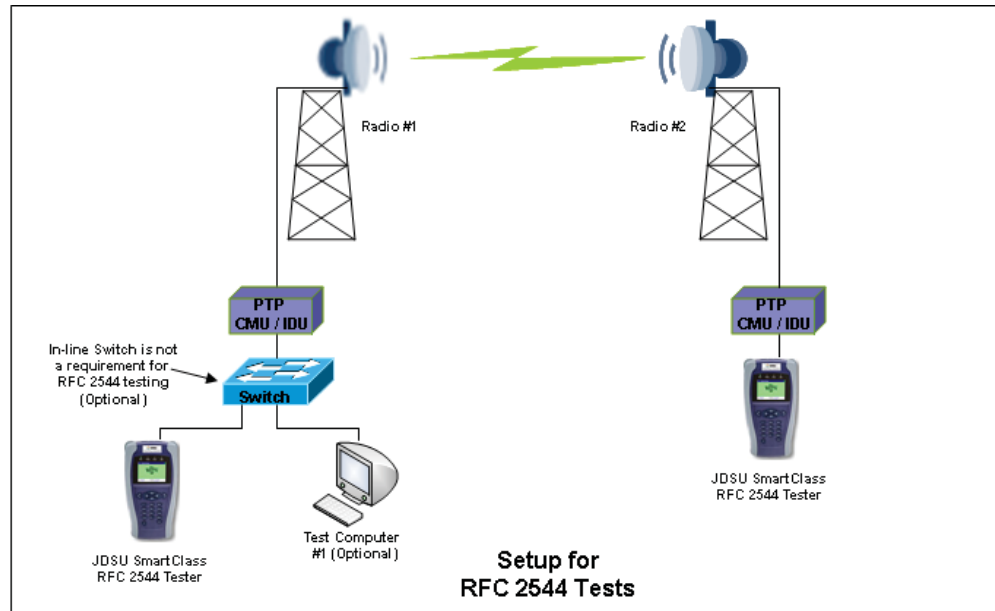 Radio #1
Radio #2
PTP
CMU / IDU
PTP
CMU / IDU
In-line Switch is not
a requirement for
RFC 2544 testing
(Optional)
Switch
JDSU SmartClass
RFC 2544 Tester
Test Computer
#1 (Optional)
JDSU SmartClass
RFC 2544 Tester
Setup for
RFC 2544 Tests